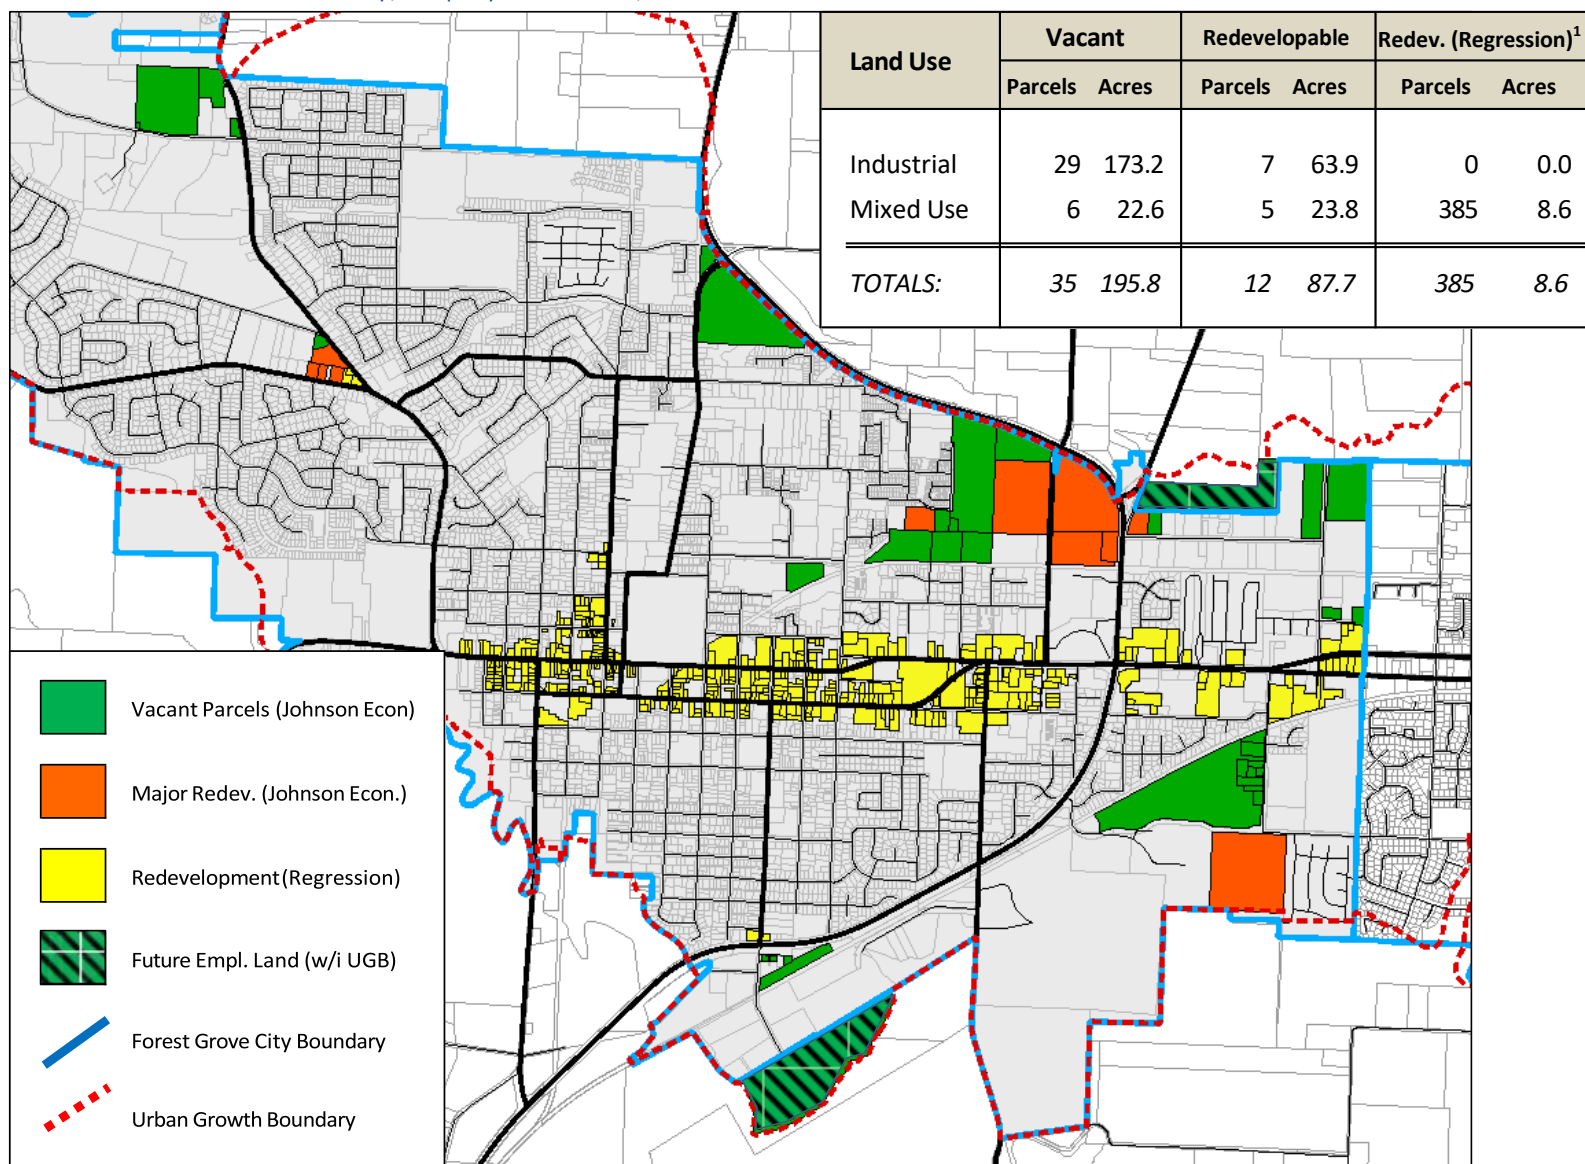 Land Use Vacant Redevelopable Redev. (Regression)1
Parcels Acres Parcels Acres Parcels Acres
Industrial 29 173.2 7 63.9 0 0.0
Mixed Use 6 22.6 5 23.8 385 8.6
TOTALS: 35 195.8 12 87.7 385 8.6
Vacant Parcels (Johnson Econ)
Major Redev. (Johnson Econ.)
Redevelopment (Regression)
Future Empl. Land (w/i UGB)
Forest Grove City Boundary
Urban Growth Boundary